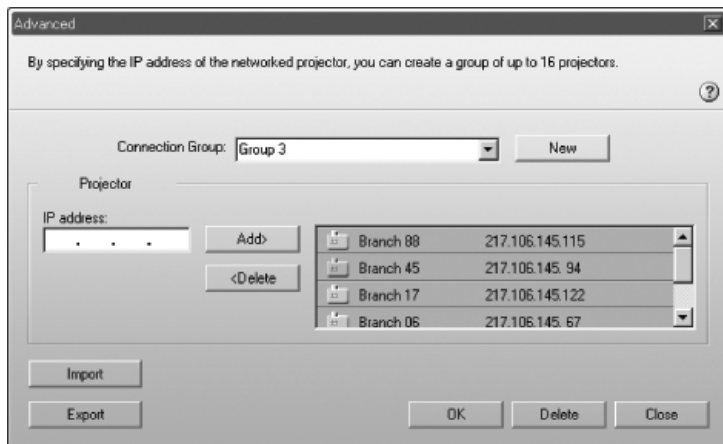 Advanced
By specifying the IP address of the networked projector, you can create a group of up to 16 projectors.
?
Connection Group: Group 3 New
Projector
IP address:
. . .
Add>
<Delete
Branch 88 217.106.145.115
Branch 45 217.106.145. 94
Branch 17 217.106.145.122
Branch 06 217.106.145. 67
Import
Export OK Delete Close